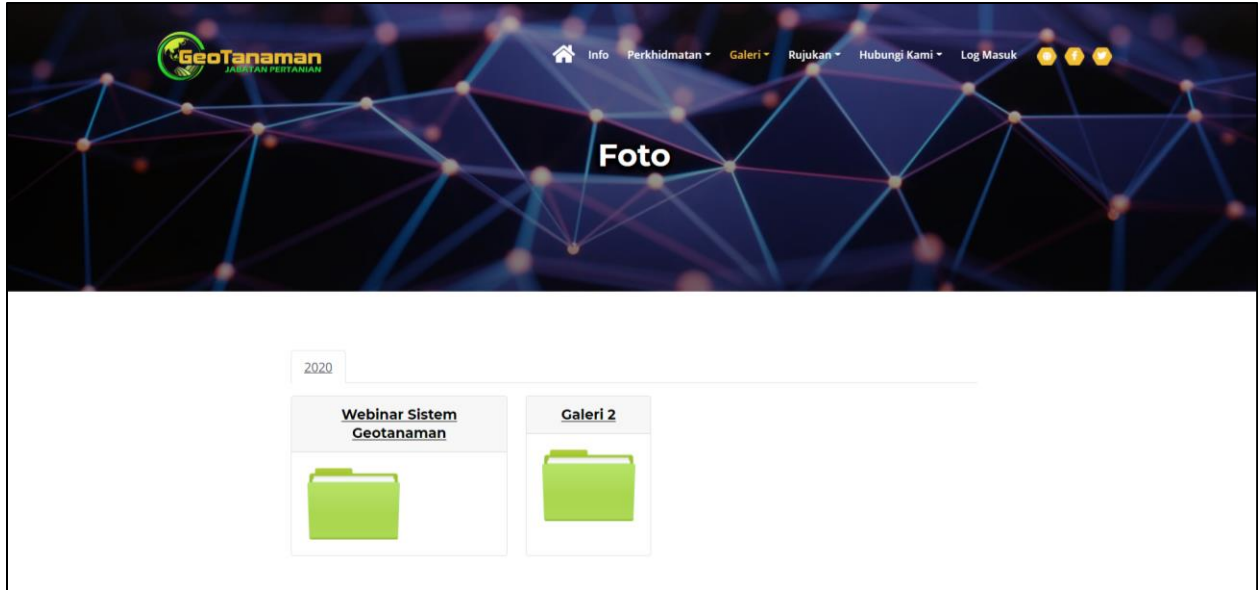 GeoTanaman
JABATAN PERTANIAN
Info Perkhidmatan Galeri Rujukan Hubungi Kami Log Masuk
Foto
2020
Webinar Sistem
Geotanaman
Galeri 2